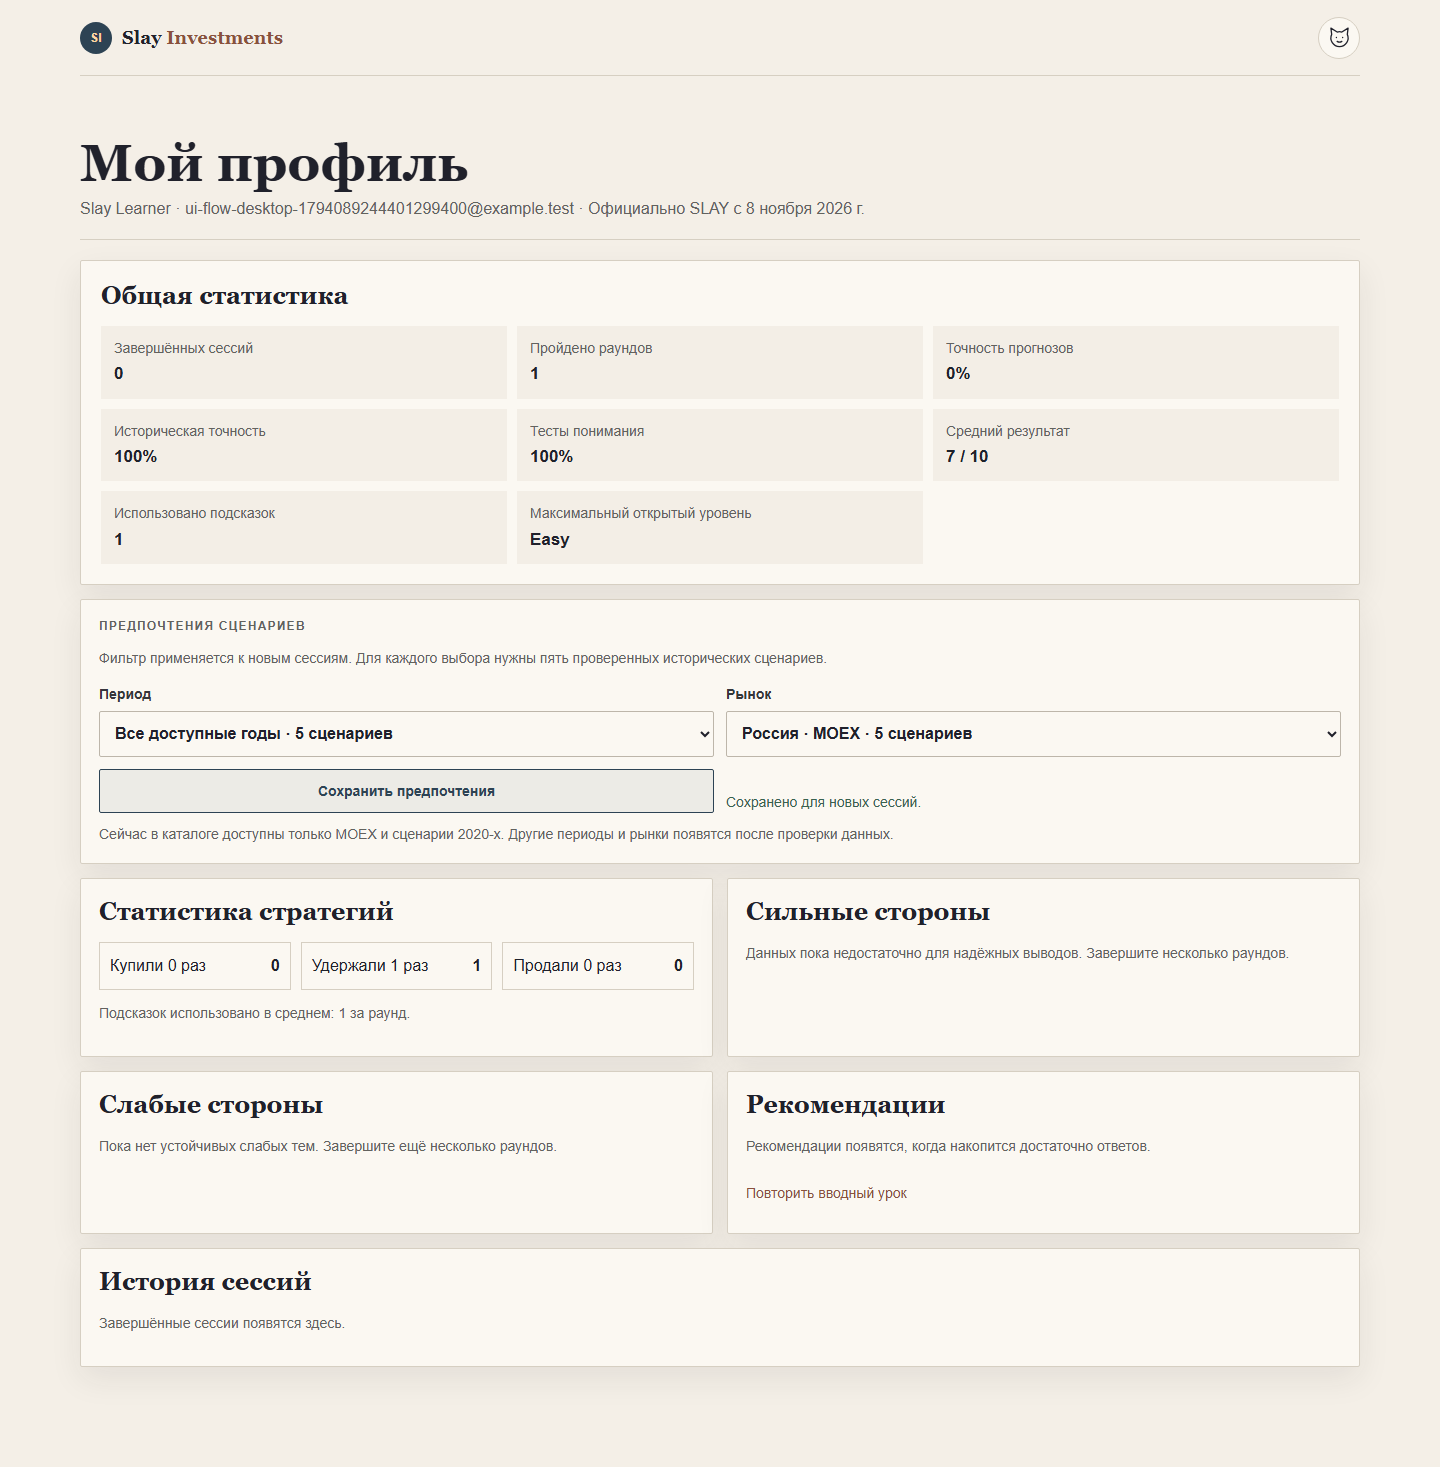 SI Slay Investments
Мой профиль
Slay Learner · ui-flow-desktop-1794089244401299400@example.test · Официально SLAY с 8 ноября 2026 г.
Общая статистика
Завершённых сессий
0
Пройдено раундов
1
Точность прогнозов
0%
Историческая точность
100%
Тесты понимания
100%
Средний результат
7 / 10
Использовано подсказок
1
Максимальный открытый уровень
Easy
ПРЕДПОЧТЕНИЯ СЦЕНАРИЕВ
Фильтр применяется к новым сессиям. Для каждого выбора нужны пять проверенных исторических сценариев.
Период
Все доступные годы · 5 сценариев
Рынок
Россия · MOEX · 5 сценариев
Сохранить предпочтения
Сохранено для новых сессий.
Сейчас в каталоге доступны только MOEX и сценарии 2020-х. Другие периоды и рынки появятся после проверки данных.
Статистика стратегий
Купили 0 раз 0
Удержали 1 раз 1
Продали 0 раз 0
Подсказок использовано в среднем: 1 за раунд.
Сильные стороны
Данных пока недостаточно для надёжных выводов. Завершите несколько раундов.
Слабые стороны
Пока нет устойчивых слабых тем. Завершите ещё несколько раундов.
Рекомендации
Рекомендации появятся, когда накопится достаточно ответов.
Повторить вводный урок
История сессий
Завершённые сессии появятся здесь.